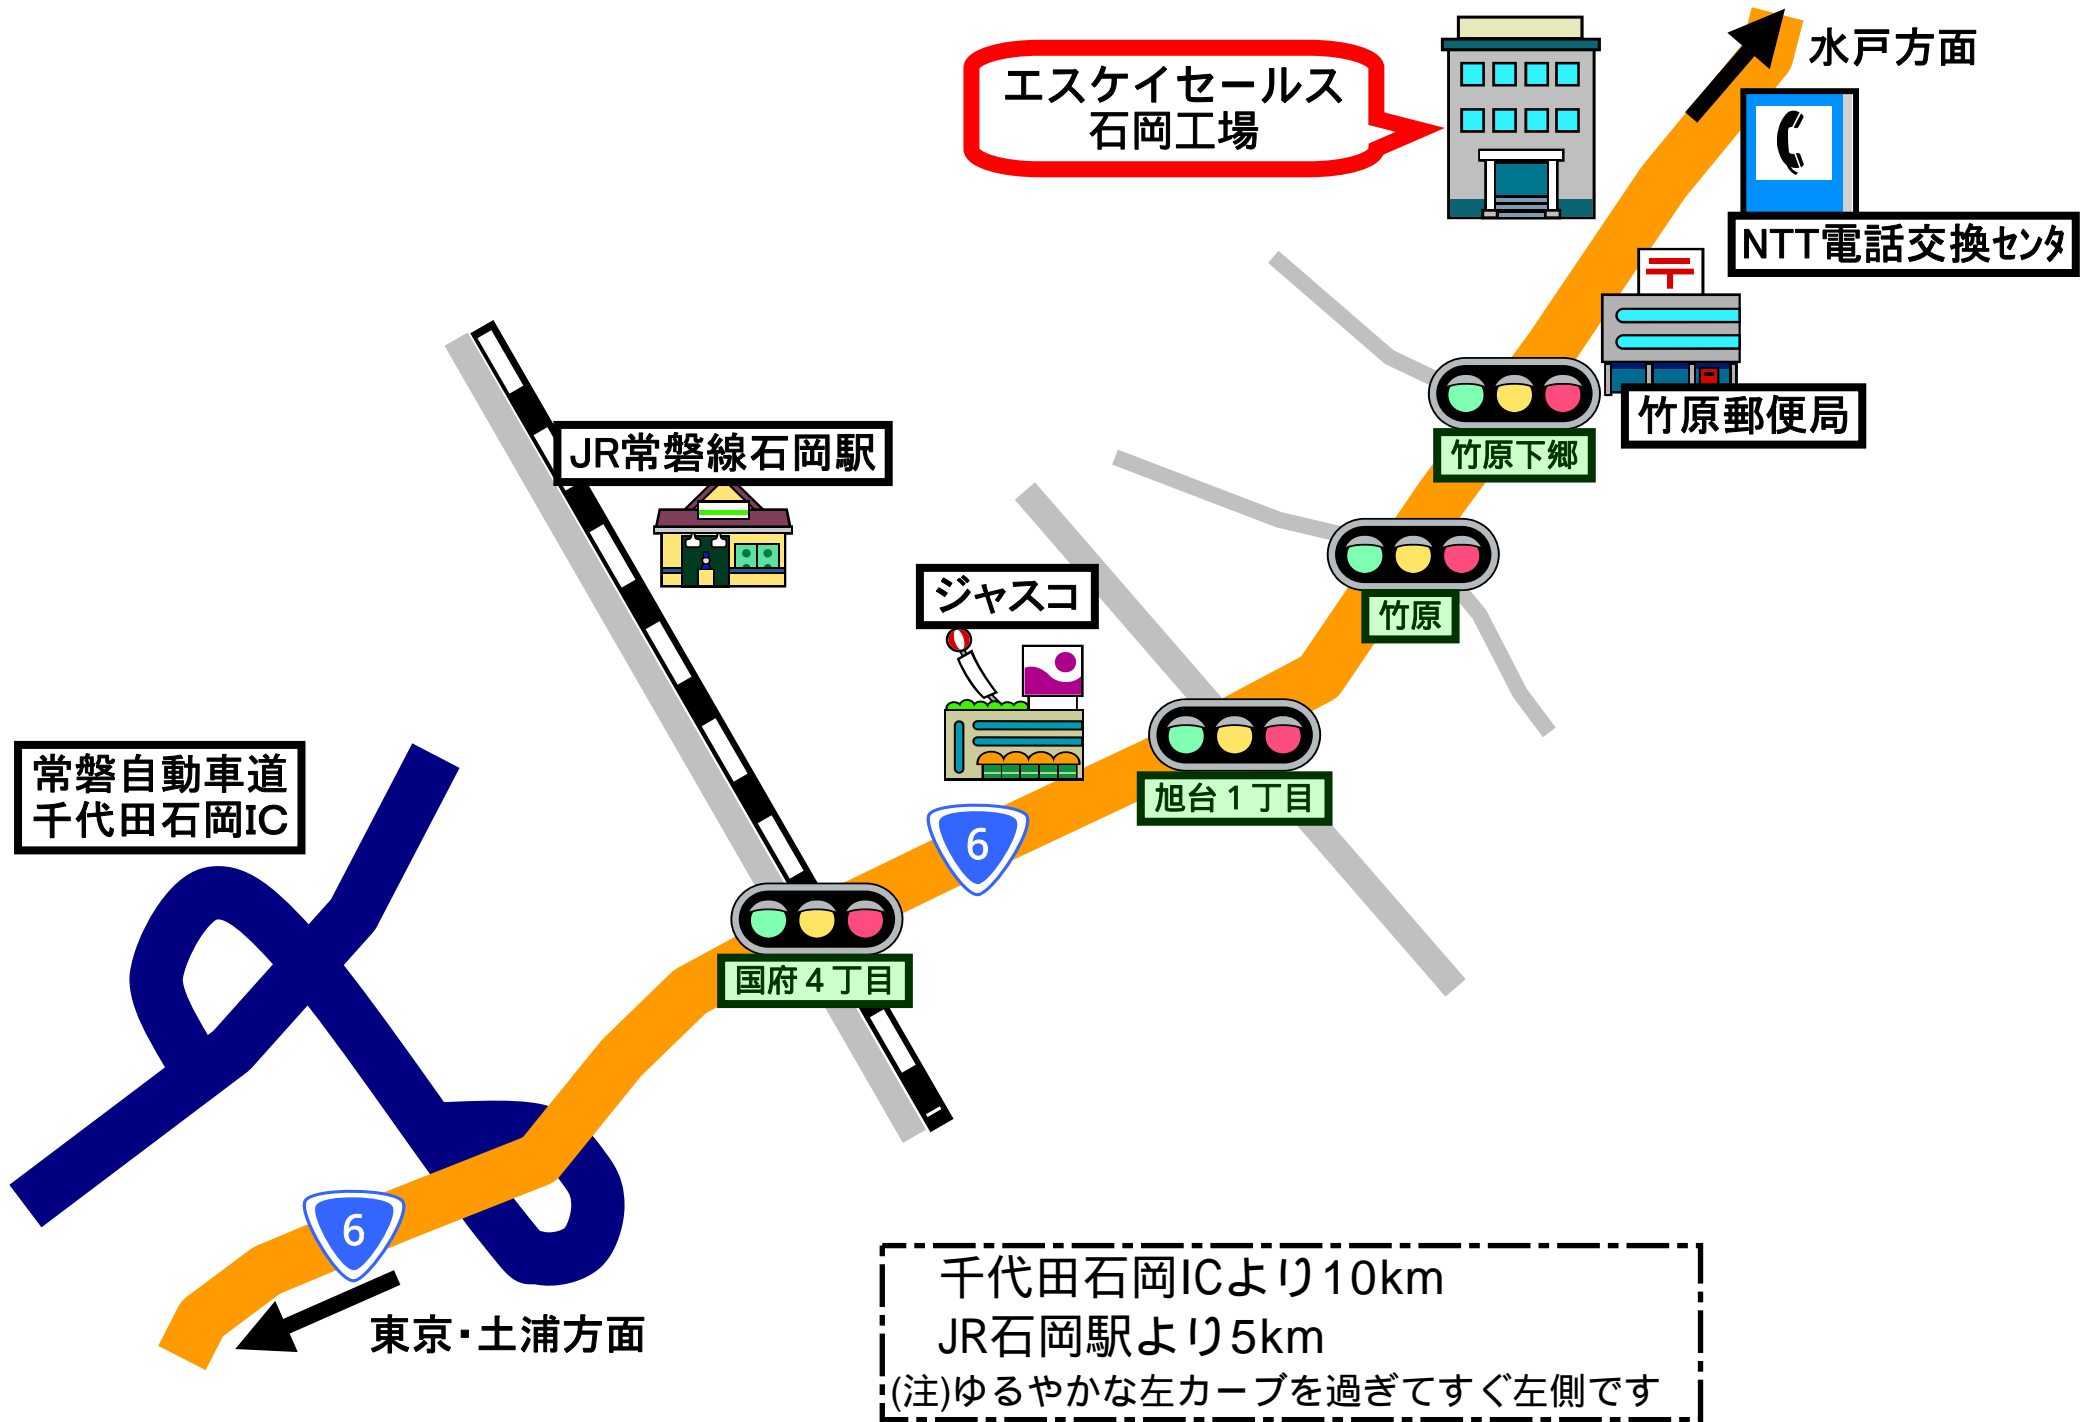 水戸方面
エスケイセールス
石岡工場
NTT電話交換センタ
竹原郵便局
竹原下郷
JR常磐線石岡駅
竹原
ジャスコ
常磐自動車道
千代田石岡IC
旭台1丁目
6
国府4丁目
6
東京・土浦方面
千代田石岡ICより10km
JR石岡駅より5km
(注)ゆるやかな左カーブを過ぎてすぐ左側です